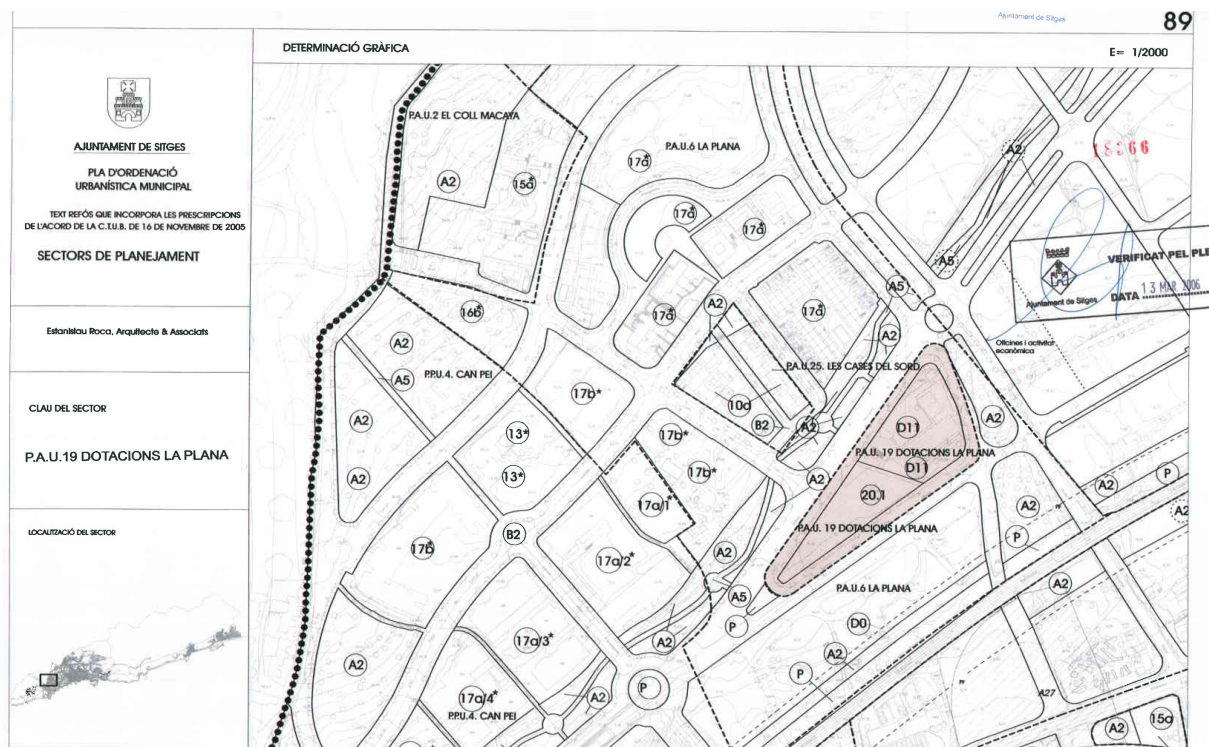 Ajuntament de Sitges
89
DETERMINACIÓ GRÀFICA
E= 1/2000
AJUNTAMENT DE SITGES
PLA D'ORDENACIÓ
URBANÍSTICA MUNICIPAL
TEXT REFÓS QUE INCORPORA LES PRESCRIPCIONS
DE L'ACORD DE LA C.T.U.B. DE 16 DE NOVEMBRE DE 2005
SECTORS DE PLANEJAMENT
Estanislau Roca, Arquitecte & Associats
CLAU DEL SECTOR
P.A.U.19 DOTACIONS LA PLANA
LOCALITZACIÓ DEL SECTOR
P.A.U.2 EL COLL MACAYA
P.A.U.6 LA PLANA
A2
18366
17a*
A2
15a*
17a*
17a*
A5
VERIFICAT PEL PLE
Ajuntament de Sitges
DATA 13 MAR. 2006
A5
A2
16b*
17a*
17a*
A2
A2
Oficines i activitat
econòmica
P.P.U.4. CAN PEI
A5
P.A.U.25. LES CASES DEL SORD
17b*
10a
A2
A2
B2
A2
D11
13*
17b*
P.A.U. 19 DOTACIONS LA PLANA
D11
17b*
P
A2
13*
A2
A2
20.1
17a/1*
A2
A2
P.A.U. 19 DOTACIONS LA PLANA
B2
P
17b*
A2
17a/2*
P.A.U.6 LA PLANA
A2
A5
D0
P
17a/3*
A2
A2
A2
P
P
17a/4*
A2
A27
P.P.U.4. CAN PEI
A2
15a